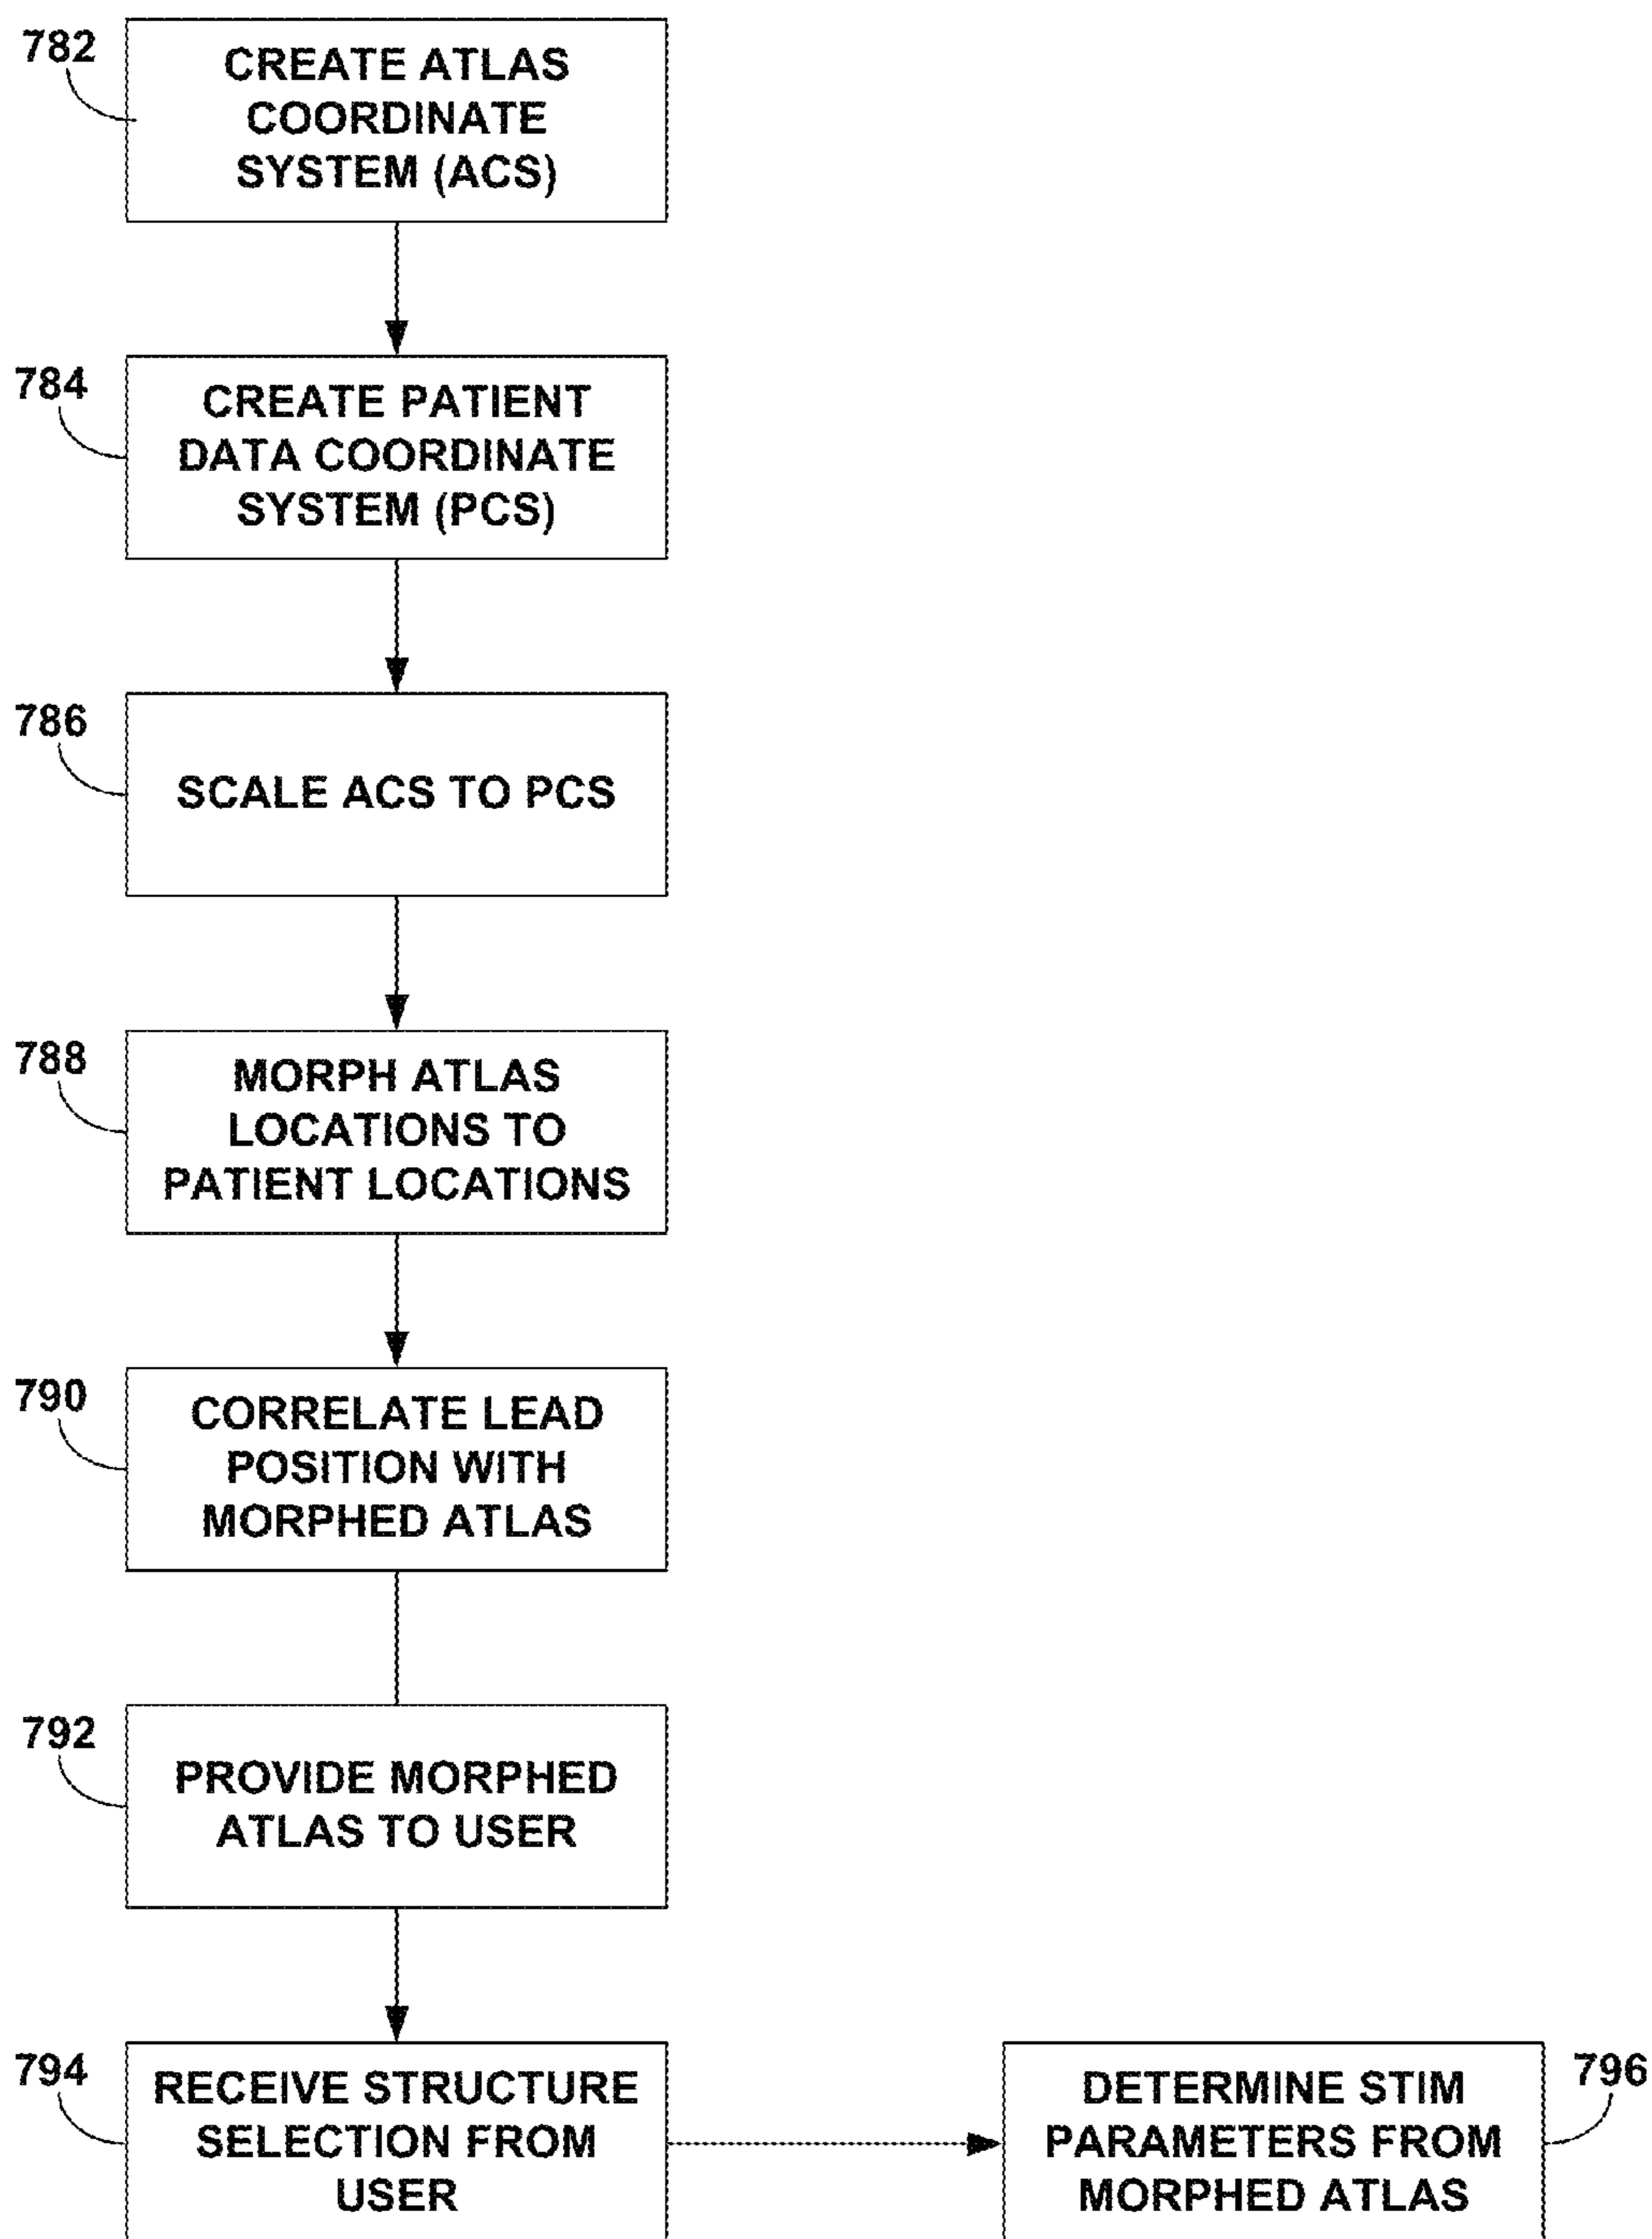 782
CREATE ATLAS
COORDINATE
SYSTEM (ACS)
784
CREATE PATIENT
DATA COORDINATE
SYSTEM (PCS)
786
SCALE ACS TO PCS
788
MORPH ATLAS
LOCATIONS TO
PATIENT LOCATIONS
790
CORRELATE LEAD
POSITION WITH
MORPHED ATLAS
792
PROVIDE MORPHED
ATLAS TO USER
794
RECEIVE STRUCTURE
SELECTION FROM
USER
DETERMINE STIM
PARAMETERS FROM
MORPHED ATLAS
796